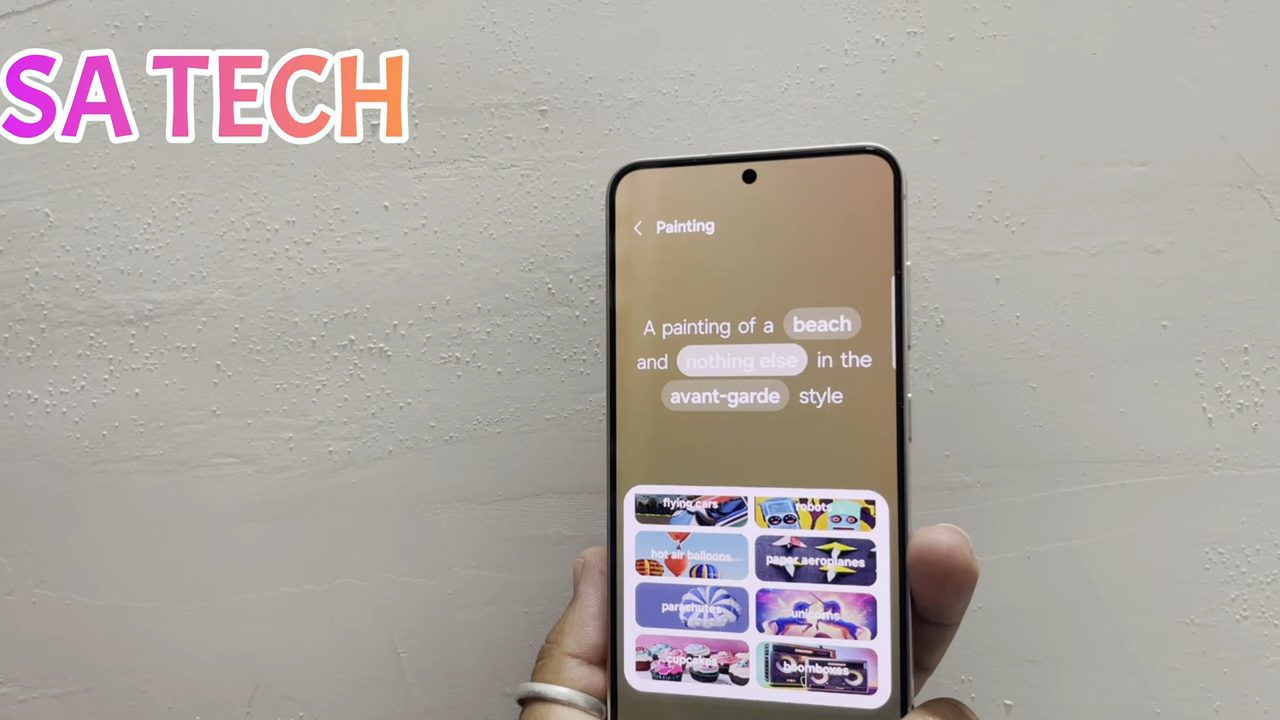 SA TECH
Painting
A painting of a beach
and nothing else in the
avant-garde style
flying cars
robots
hot air balloons
paper aeroplanes
parachutes
unicorns
cupcakes
boomboxes